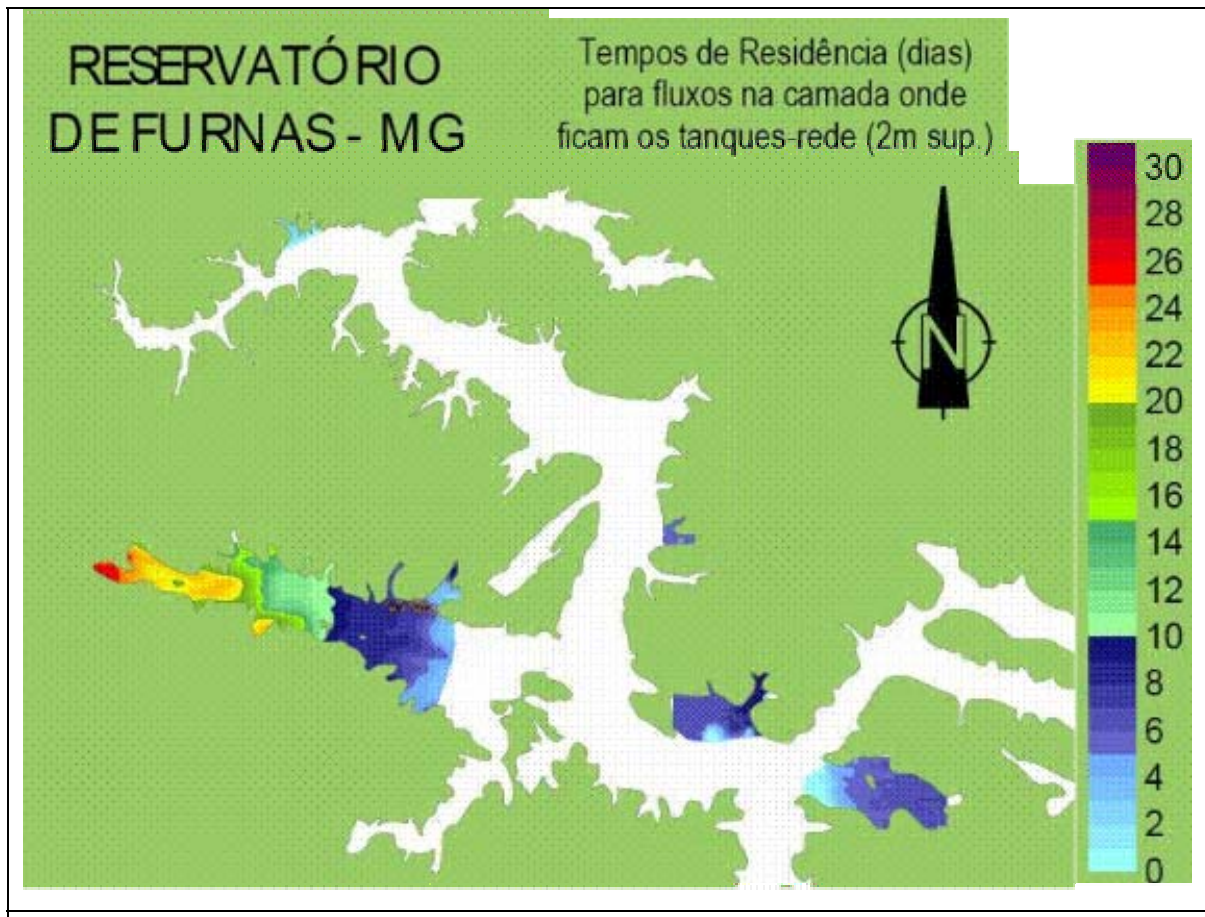 RESERVATÓRIO
DE FURNAS - MG
Tempos de Residência (dias)
para fluxos na camada onde
ficam os tanques-rede (2m sup.)
N
30
28
26
24
22
20
18
16
14
12
10
8
6
4
2
0